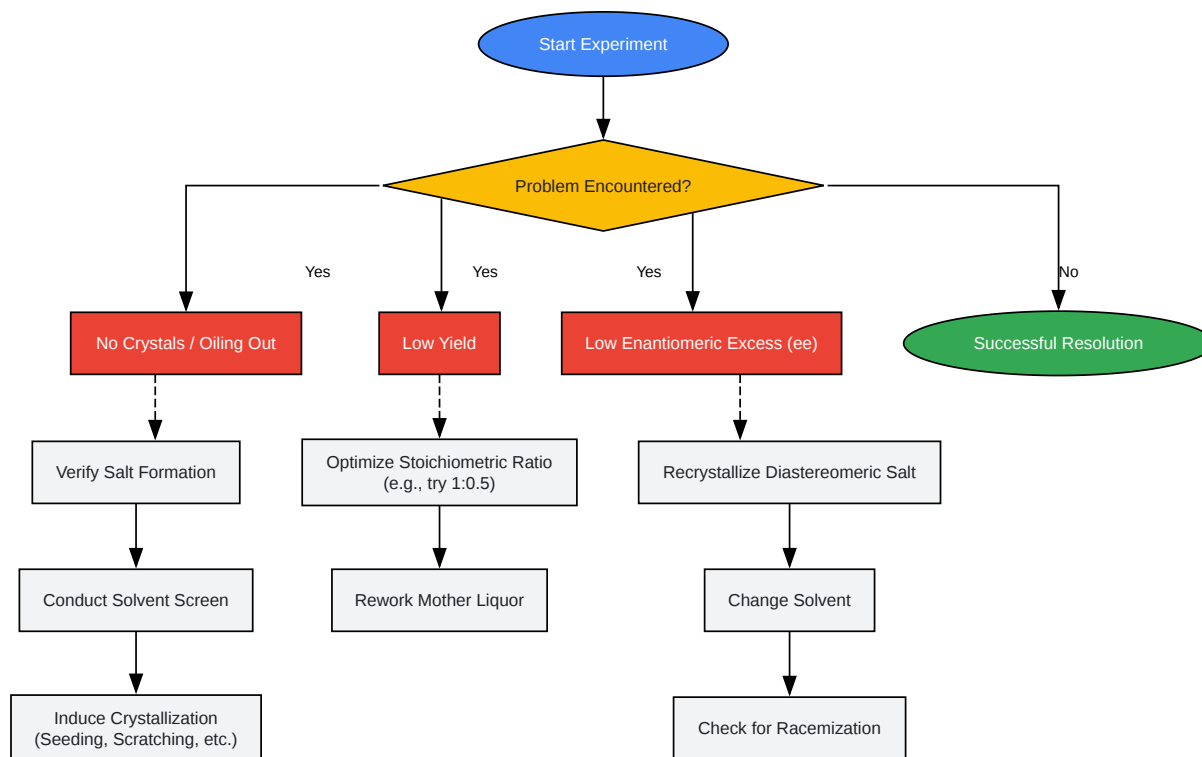 Start Experiment
Problem Encountered?
Yes
Yes
Yes
No
No Crystals / Oiling Out
Low Yield
Low Enantiomeric Excess (ee)
Successful Resolution
Verify Salt Formation
Optimize Stoichiometric Ratio
(e.g., try 1:0.5)
Recrystallize Diastereomeric Salt
Conduct Solvent Screen
Rework Mother Liquor
Change Solvent
Induce Crystallization
(Seeding, Scratching, etc.)
Check for Racemization